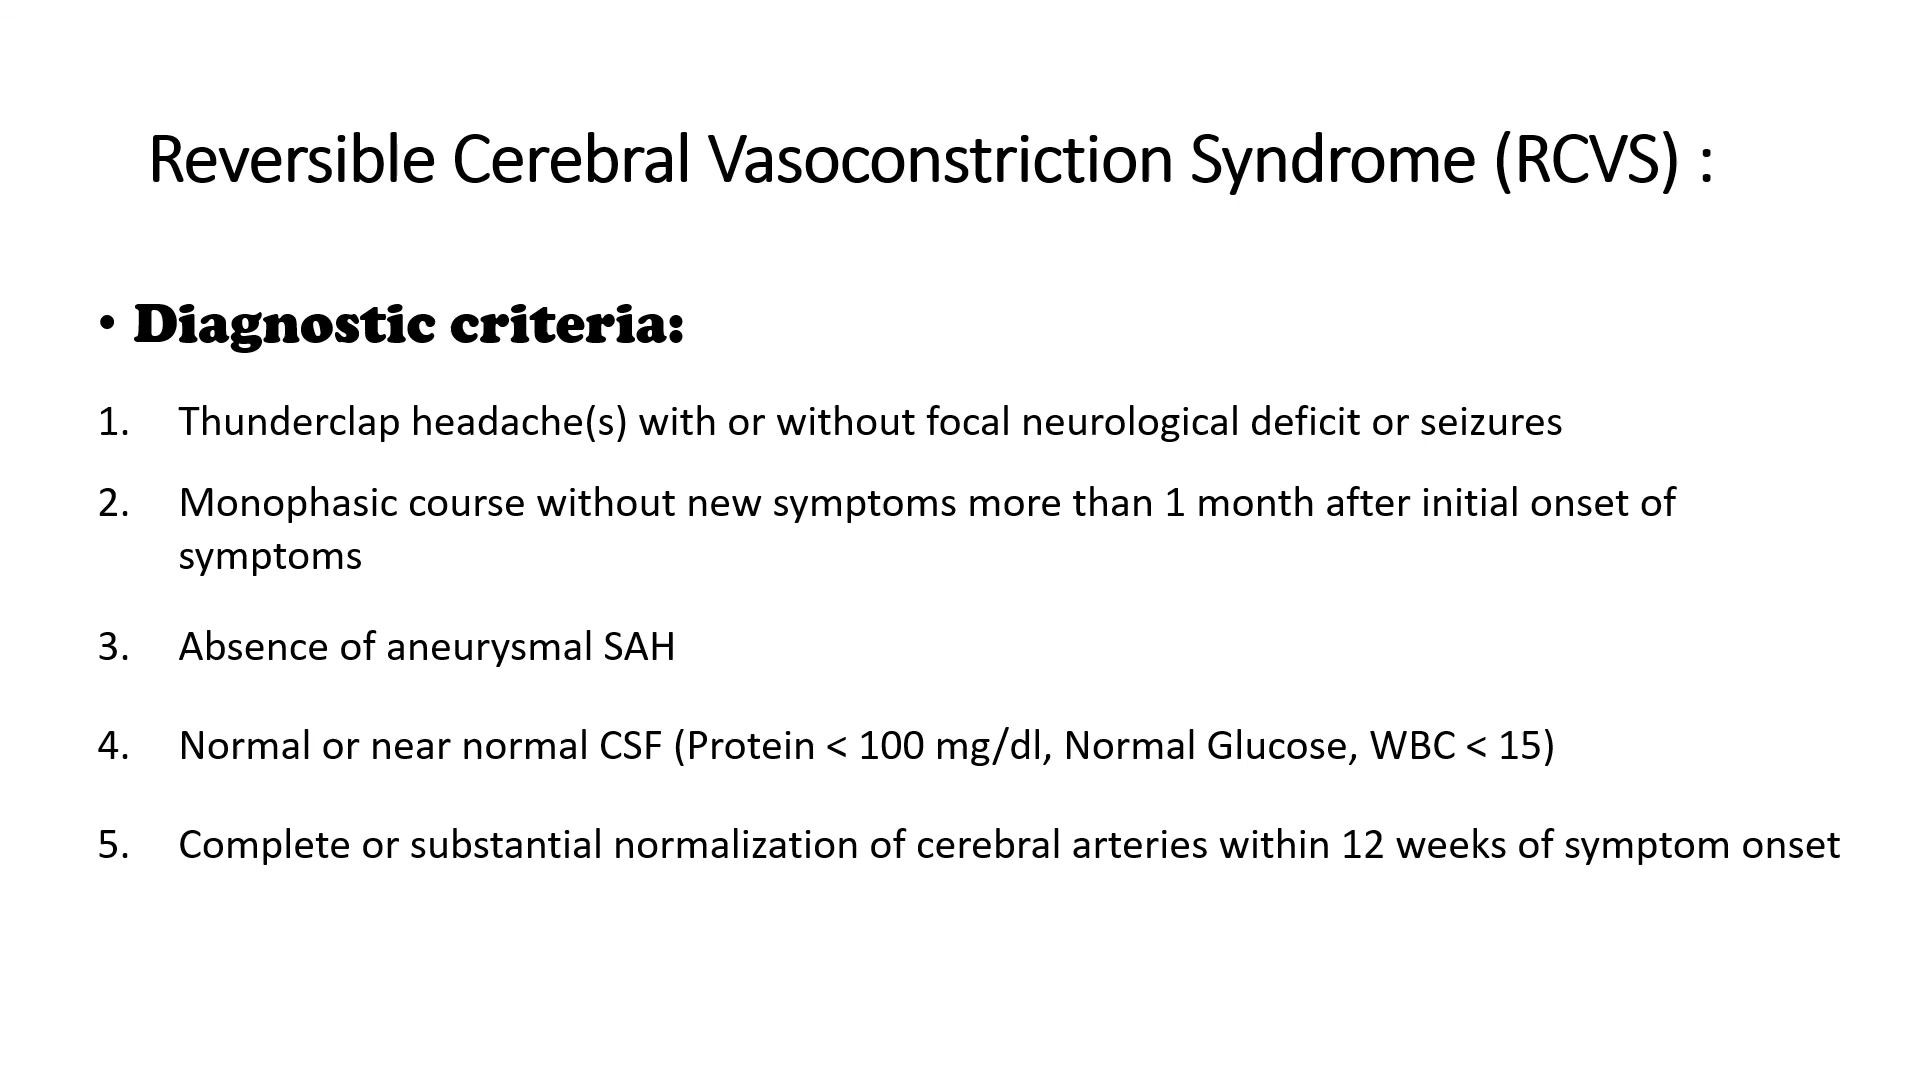 Reversible Cerebral Vasoconstriction Syndrome (RCVS) :
• Diagnostic criteria:
1. Thunderclap headache(s) with or without focal neurological deficit or seizures
2. Monophasic course without new symptoms more than 1 month after initial onset of
symptoms
3. Absence of aneurysmal SAH
4. Normal or near normal CSF (Protein < 100 mg/dl, Normal Glucose, WBC < 15)
5. Complete or substantial normalization of cerebral arteries within 12 weeks of symptom onset